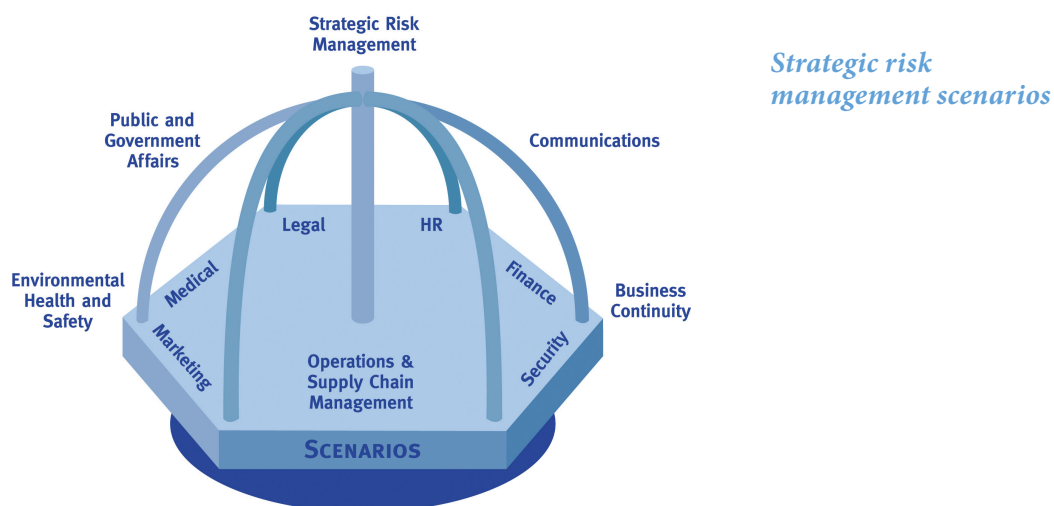 Strategic Risk
Management
Strategic risk
management scenarios
Public and
Government
Affairs
Communications
Legal
HR
Medical
Finance
Environmental
Health and
Safety
Business
Continuity
Marketing
Security
Operations &
Supply Chain
Management
SCENARIOS